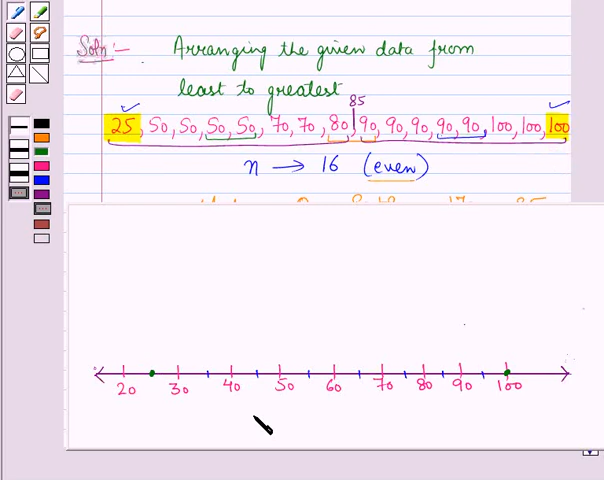 Soln:- Arranging the given data from
least to greatest
85
25, 50, 50, 50, 50, 70, 70, 80, 90, 90, 90, 90, 90, 100, 100, 100
n → 16 (even)
20 30 40 50 60 70 80 90 100